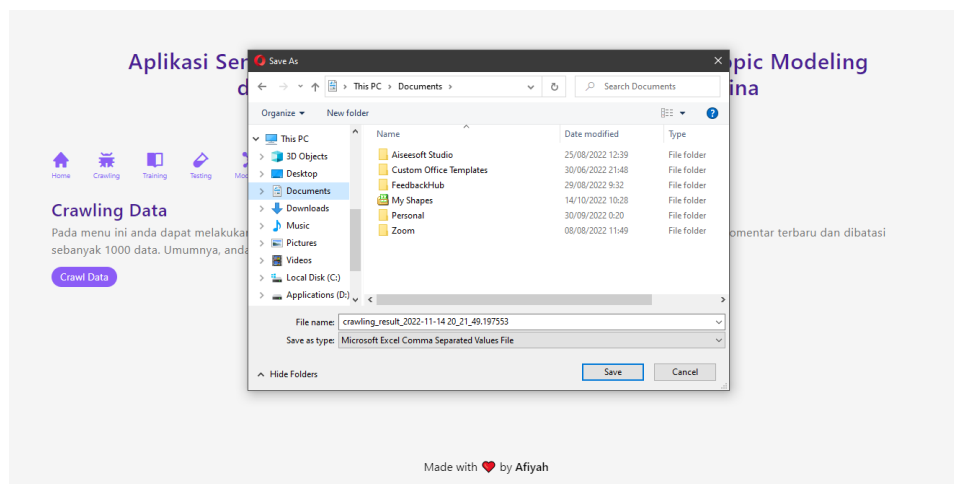 Aplikasi Ser
opic Modeling
ina
Save As
This PC > Documents >
Search Documents
Organize
New folder
Name
Date modified
Type
This PC
3D Objects
Desktop
Documents
Downloads
Music
Pictures
Videos
Local Disk (C:)
Applications (D:)
Aiseesoft Studio 25/08/2022 12:39 File folder
Custom Office Templates 30/06/2022 21:48 File folder
FeedbackHub 29/08/2022 9:32 File folder
My Shapes 14/10/2022 10:28 File folder
Personal 30/09/2022 0:20 File folder
Zoom 08/08/2022 11:49 File folder
File name: crawling_result_2022-11-14 20_21_49.197553
Save as type: Microsoft Excel Comma Separated Values File
Hide Folders
Save
Cancel
Home
Crawling
Training
Testing
Crawling Data
Pada menu ini anda dapat melakukan
omentar terbaru dan dibatasi
sebanyak 1000 data. Umumnya, anda
Crawl Data
Made with ❤ by Afiyah